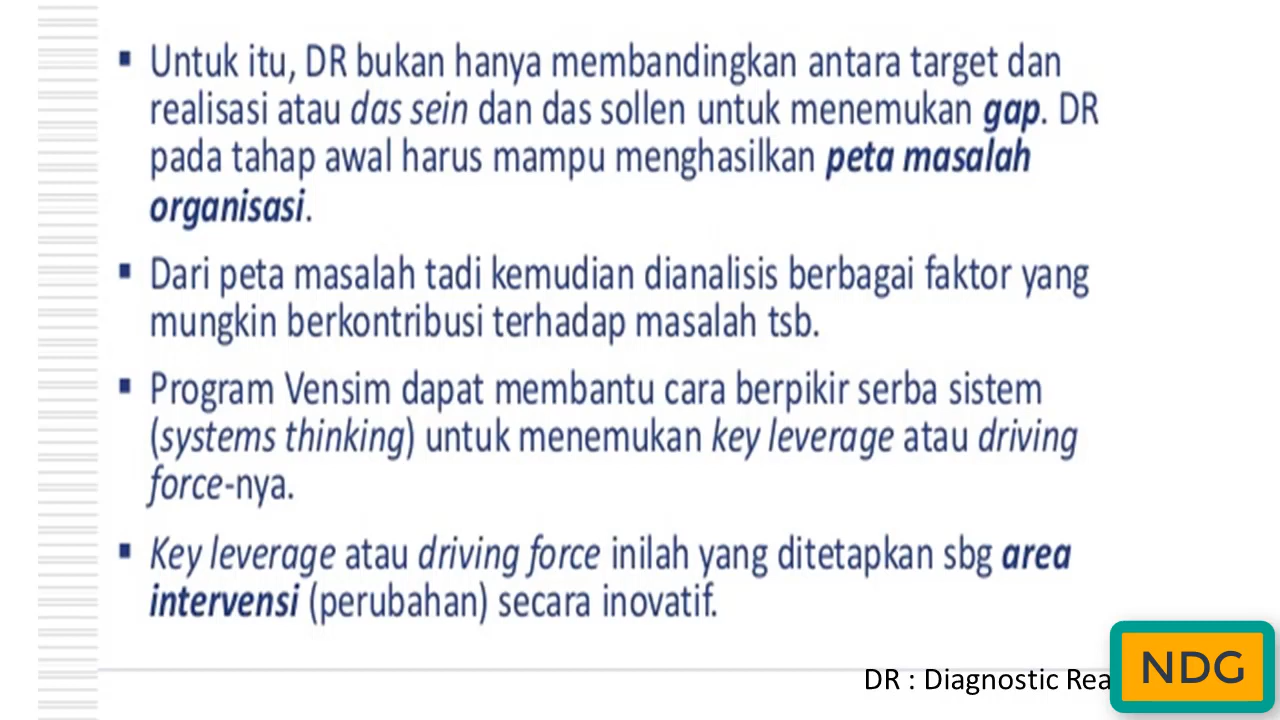 ▪ Untuk itu, DR bukan hanya membandingkan antara target dan
realisasi atau das sein dan das sollen untuk menemukan gap. DR
pada tahap awal harus mampu menghasilkan peta masalah
organisasi.
▪ Dari peta masalah tadi kemudian dianalisis berbagai faktor yang
mungkin berkontribusi terhadap masalah tsb.
▪ Program Vensim dapat membantu cara berpikir serba sistem
(systems thinking) untuk menemukan key leverage atau driving
force-nya.
▪ Key leverage atau driving force inilah yang ditetapkan sbg area
intervensi (perubahan) secara inovatif.
DR : Diagnostic
NDG